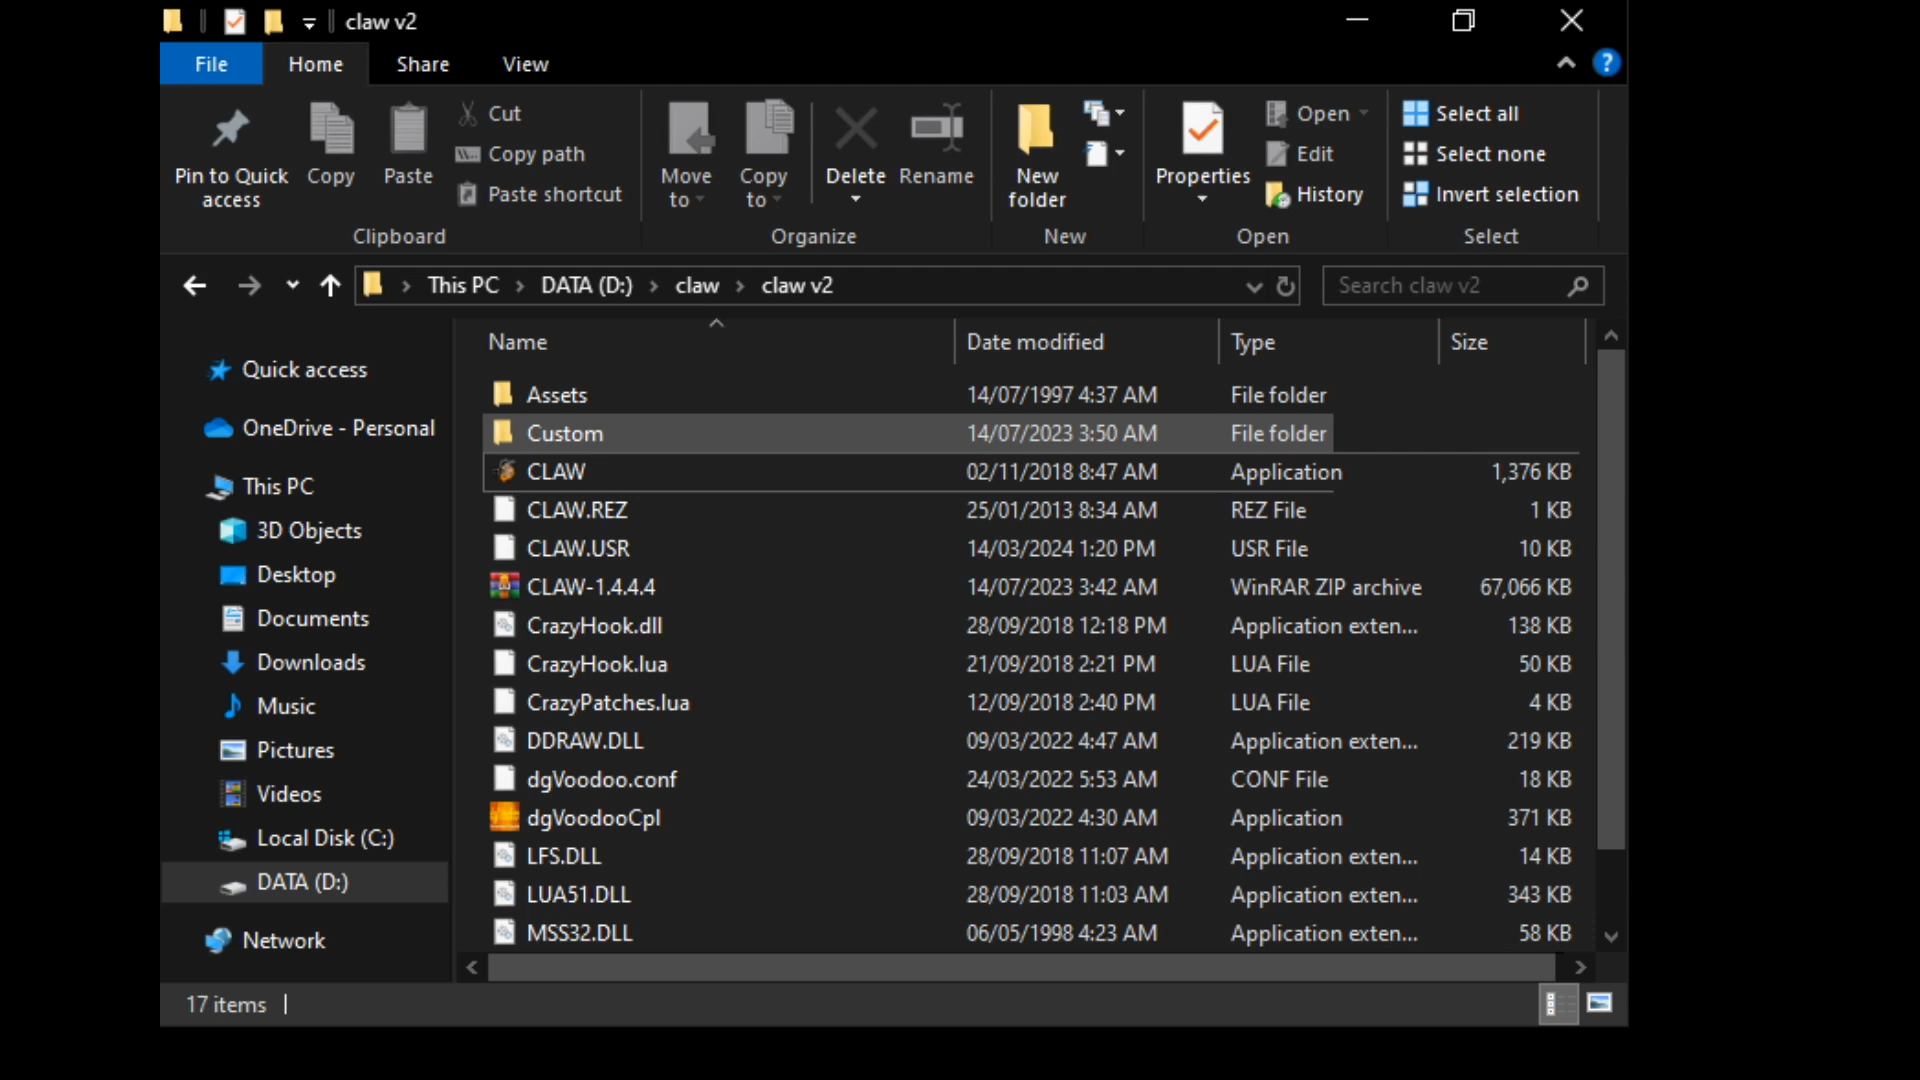 claw v2
File Home Share View
Pin to Quick access
Copy
Paste
Cut
Copy path
Paste shortcut
Clipboard
Move to
Copy to
Delete
Rename
Organize
New folder
New
Properties
Open
Edit
History
Open
Select all
Select none
Invert selection
Select
This PC > DATA (D:) > claw > claw v2
Search claw v2
Quick access
OneDrive - Personal
This PC
3D Objects
Desktop
Documents
Downloads
Music
Pictures
Videos
Local Disk (C:)
DATA (D:)
Network
Name Date modified Type Size
Assets 14/07/1997 4:37 AM File folder
Custom 14/07/2023 3:50 AM File folder
CLAW 02/11/2018 8:47 AM Application 1,376 KB
CLAW.REZ 25/01/2013 8:34 AM REZ File 1 KB
CLAW.USR 14/03/2024 1:20 PM USR File 10 KB
CLAW-1.4.4.4 14/07/2023 3:42 AM WinRAR ZIP archive 67,066 KB
CrazyHook.dll 28/09/2018 12:18 PM Application exten... 138 KB
CrazyHook.lua 21/09/2018 2:21 PM LUA File 50 KB
CrazyPatches.lua 12/09/2018 2:40 PM LUA File 4 KB
DDRAW.DLL 09/03/2022 4:47 AM Application exten... 219 KB
dgVoodoo.conf 24/03/2022 5:53 AM CONF File 18 KB
dgVoodooCpl 09/03/2022 4:30 AM Application 371 KB
LFS.DLL 28/09/2018 11:07 AM Application exten... 14 KB
LUA51.DLL 28/09/2018 11:03 AM Application exten... 343 KB
MSS32.DLL 06/05/1998 4:23 AM Application exten... 58 KB
17 items